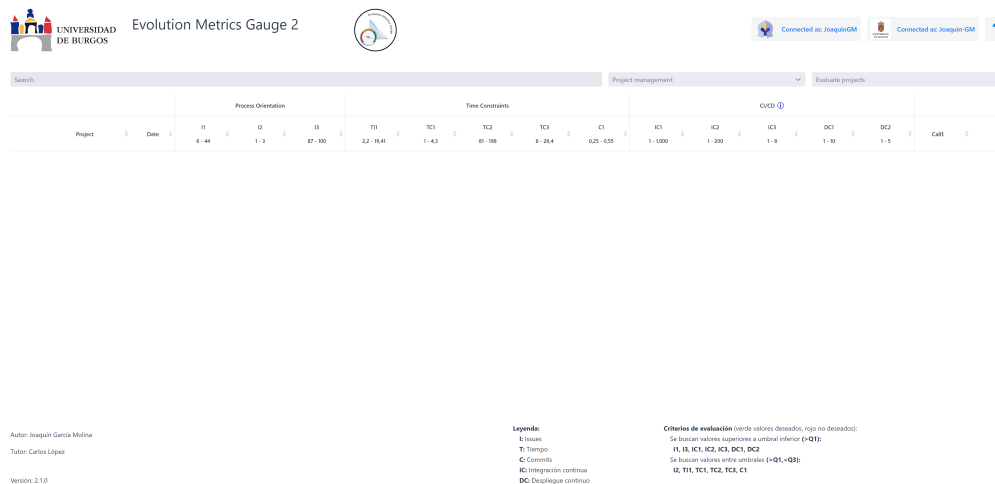 UNIVERSIDAD
DE BURGOS
Evolution Metrics Gauge 2
Connected as: JoaquinGM
Connected as: Joaquin-GM
Search
Project management
Evaluate projects
Process Orientation
Time Constraints
CI/CD
Project Date I1 I2 I3 TI1 TC1 TC2 TC3 C1 IC1 IC2 IC3 DC1 DC2 Calif.
6 - 44 1 - 3 87 - 100 2,2 - 19,41 1 - 4,3 81 - 198 6 - 26,4 0,25 - 0,55 1 - 1.000 1 - 200 1 - 8 1 - 10 1 - 5
Autor: Joaquín García Molina
Tutor: Carlos López
Versión: 2.1.0
Leyenda:
I: Issues
T: Tiempo
C: Commits
IC: Integración continua
DC: Despliegue continuo
Criterios de evaluación (verde valores deseados, rojo no deseados):
Se buscan valores superiores a umbral inferior (>Q1):
I1, I3, IC1, IC2, IC3, DC1, DC2
Se buscan valores entre umbrales (>Q1,<Q3):
I2, TI1, TC1, TC2, TC3, C1